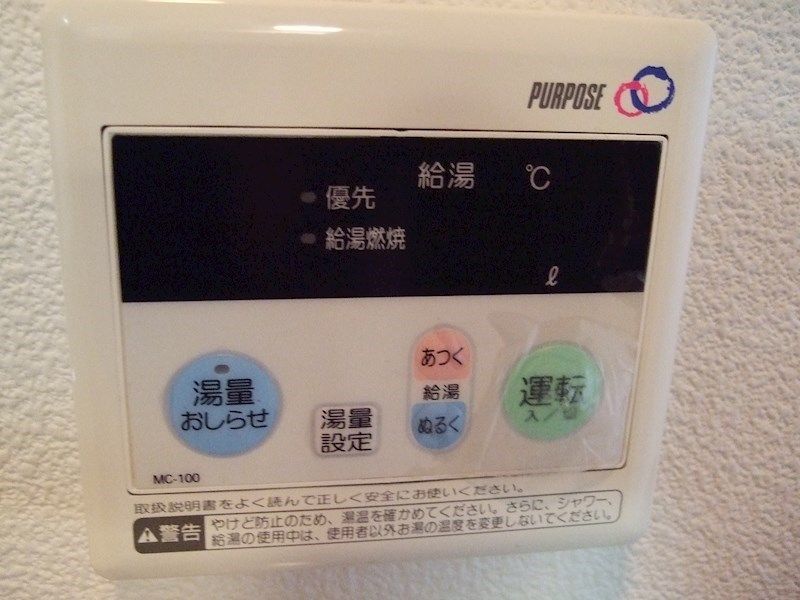 PURPOSE
給湯 ℃
優先
給湯燃焼
ℓ
湯量
おしらせ
湯量
設定
あつく
給湯
ぬるく
運転
入/切
MC-100
取扱説明書をよく読んで正しく安全にお使いください。
警告
やけど防止のため、湯温を確かめてください。さらに、シャワー、
給湯の使用中は、使用者以外お湯の温度を変更しないでください。